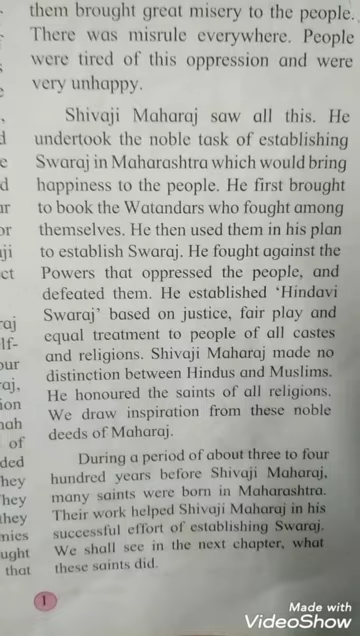 them brought great misery to the people.
There was misrule everywhere. People
were tired of this oppression and were
very unhappy.
Shivaji Maharaj saw all this. He
undertook the noble task of establishing
Swaraj in Maharashtra which would bring
happiness to the people. He first brought
to book the Watandars who fought among
themselves. He then used them in his plan
to establish Swaraj. He fought against the
Powers that oppressed the people, and
defeated them. He established ‘Hindavi
Swaraj’ based on justice, fair play and
equal treatment to people of all castes
and religions. Shivaji Maharaj made no
distinction between Hindus and Muslims.
He honoured the saints of all religions.
We draw inspiration from these noble
deeds of Maharaj.
During a period of about three to four
hundred years before Shivaji Maharaj,
many saints were born in Maharashtra.
Their work helped Shivaji Maharaj in his
successful effort of establishing Swaraj.
We shall see in the next chapter, what
these saints did.
1
Made with
VideoShow